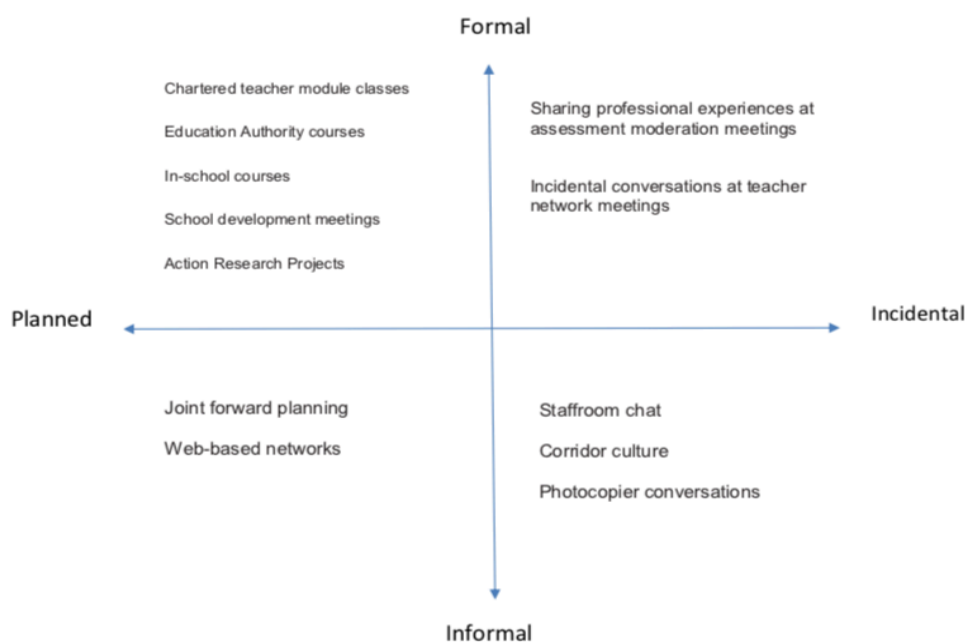 Formal
Chartered teacher module classes
Education Authority courses
In-school courses
School development meetings
Action Research Projects
Sharing professional experiences at
assessment moderation meetings
Incidental conversations at teacher
network meetings
Planned
Incidental
Joint forward planning
Web-based networks
Staffroom chat
Corridor culture
Photocopier conversations
Informal